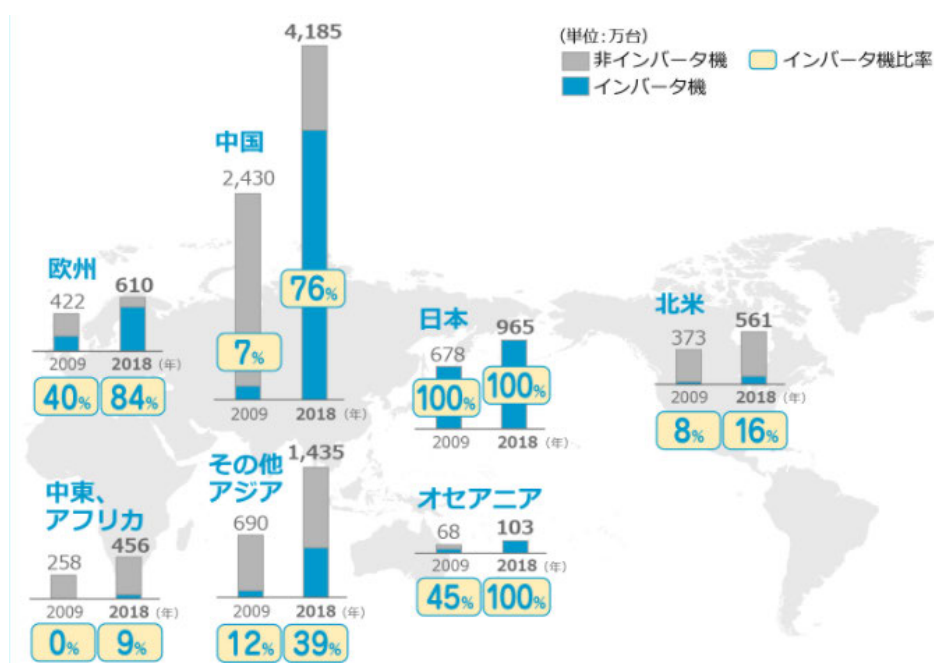 (単位:万台)
非インバータ機
インバータ機比率
インバータ機
中国
2,430
4,185
7%
76%
2009
2018 (年)
欧州
422
610
2009
2018 (年)
40%
84%
日本
678
965
100%
100%
2009
2018 (年)
北米
373
561
2009
2018 (年)
8%
16%
中東、
アフリカ
258
456
2009
2018 (年)
0%
9%
その他
アジア
690
1,435
2009
2018 (年)
12%
39%
オセアニア
68
103
2009
2018 (年)
45%
100%